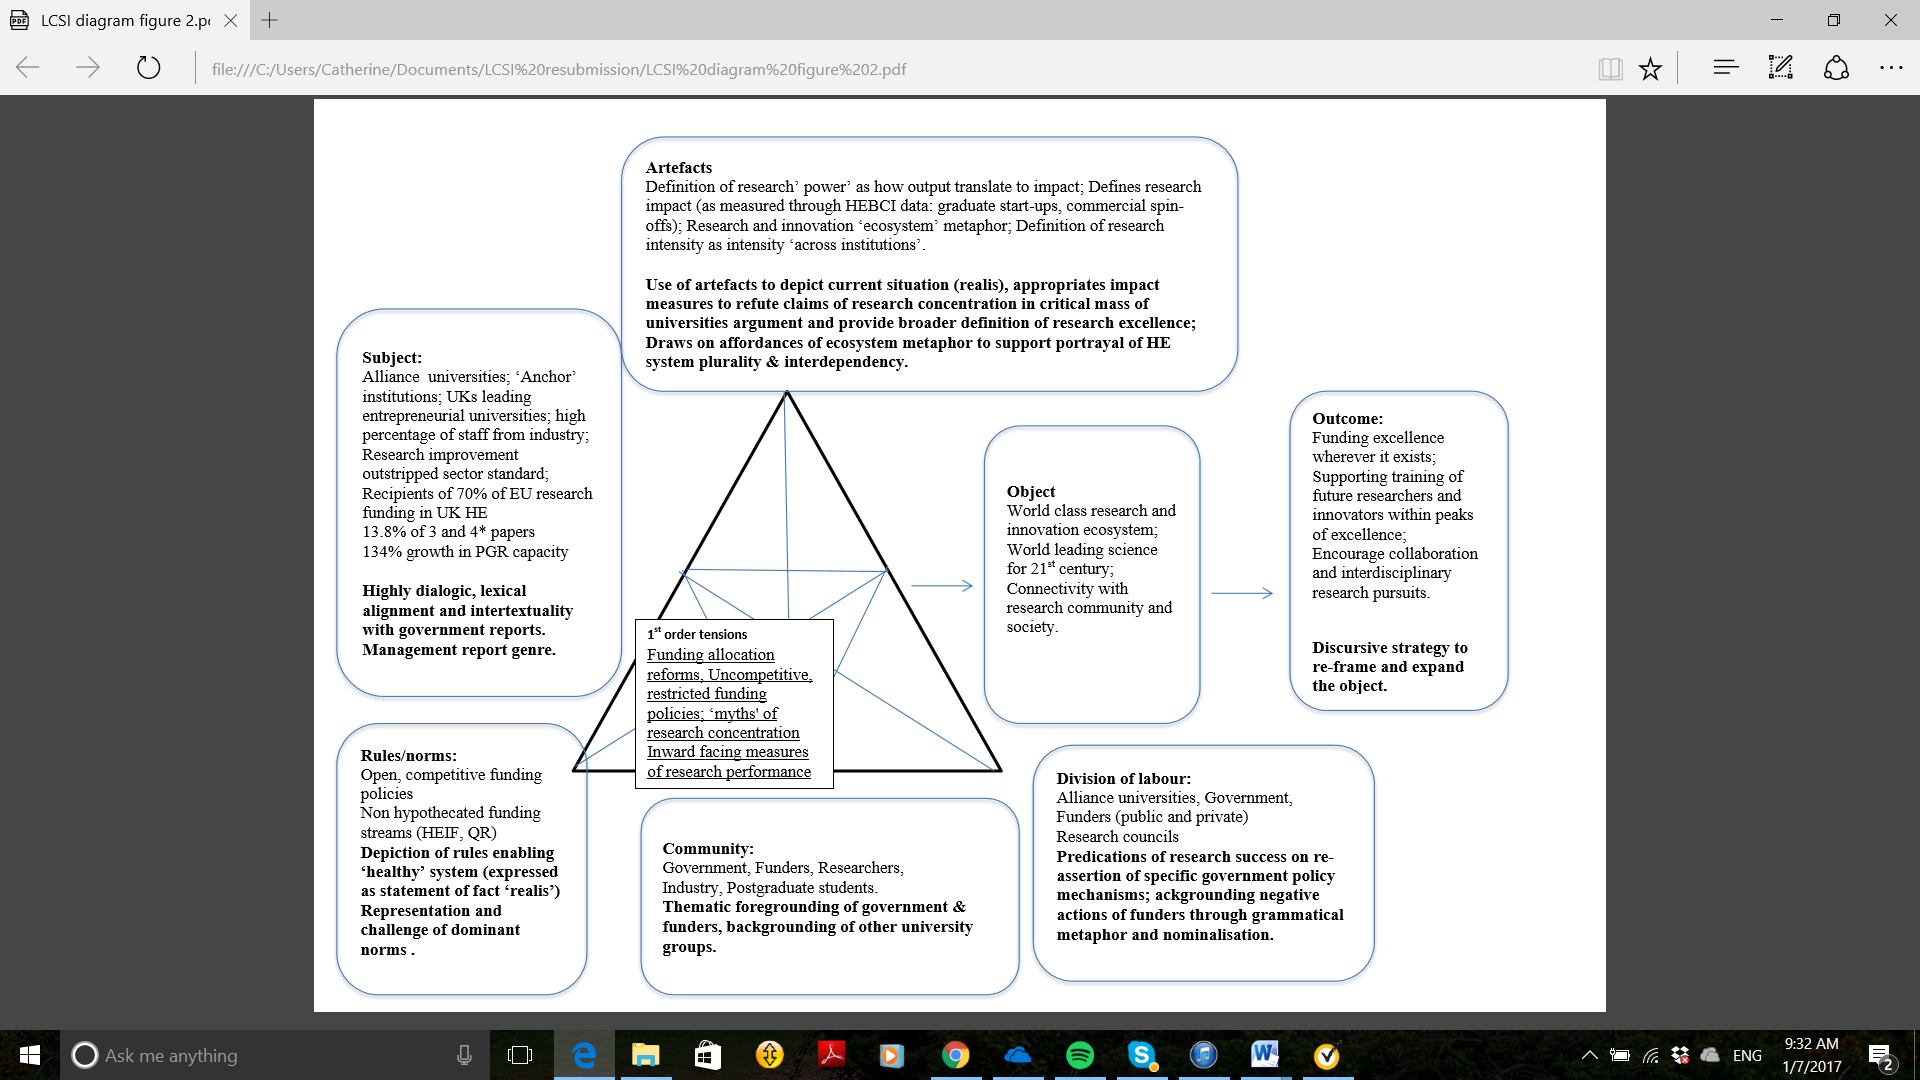 LCSI diagram figure 2.p
file:///C:/Users/Catherine/Documents/LCSI%20resubmission/LCSI%20diagram%20figure%202.pdf
Artefacts
Definition of research’ power’ as how output translate to impact; Defines research
impact (as measured through HEBCI data: graduate start-ups, commercial spin-
offs); Research and innovation ‘ecosystem’ metaphor; Definition of research
intensity as intensity ‘across institutions’.
Use of artefacts to depict current situation (realis), appropriates impact
measures to refute claims of research concentration in critical mass of
universities argument and provide broader definition of research excellence;
Draws on affordances of ecosystem metaphor to support portrayal of HE
system plurality & interdependency.
Subject:
Alliance universities; ‘Anchor’
institutions; UKs leading
entrepreneurial universities; high
percentage of staff from industry;
Research improvement
outstripped sector standard;
Recipients of 70% of EU research
funding in UK HE
13.8% of 3 and 4* papers
134% growth in PGR capacity
Highly dialogic, lexical
alignment and intertextuality
with government reports.
Management report genre.
Object
World class research and
innovation ecosystem;
World leading science
for 21st century;
Connectivity with
research community and
society.
Outcome:
Funding excellence
wherever it exists;
Supporting training of
future researchers and
innovators within peaks
of excellence;
Encourage collaboration
and interdisciplinary
research pursuits.
Discursive strategy to
re-frame and expand
the object.
1st order tensions
Funding allocation
reforms, Uncompetitive,
restricted funding
policies; ‘myths' of
research concentration
Inward facing measures
of research performance
Rules/norms:
Open, competitive funding
policies
Non hypothecated funding
streams (HEIF, QR)
Depiction of rules enabling
‘healthy’ system (expressed
as statement of fact ‘realis’)
Representation and
challenge of dominant
norms .
Community:
Government, Funders, Researchers,
Industry, Postgraduate students.
Thematic foregrounding of government &
funders, backgrounding of other university
groups.
Division of labour:
Alliance universities, Government,
Funders (public and private)
Research councils
Predications of research success on re-
assertion of specific government policy
mechanisms; ackgrounding negative
actions of funders through grammatical
metaphor and nominalisation.
Ask me anything
ENG
9:32 AM
1/7/2017
2